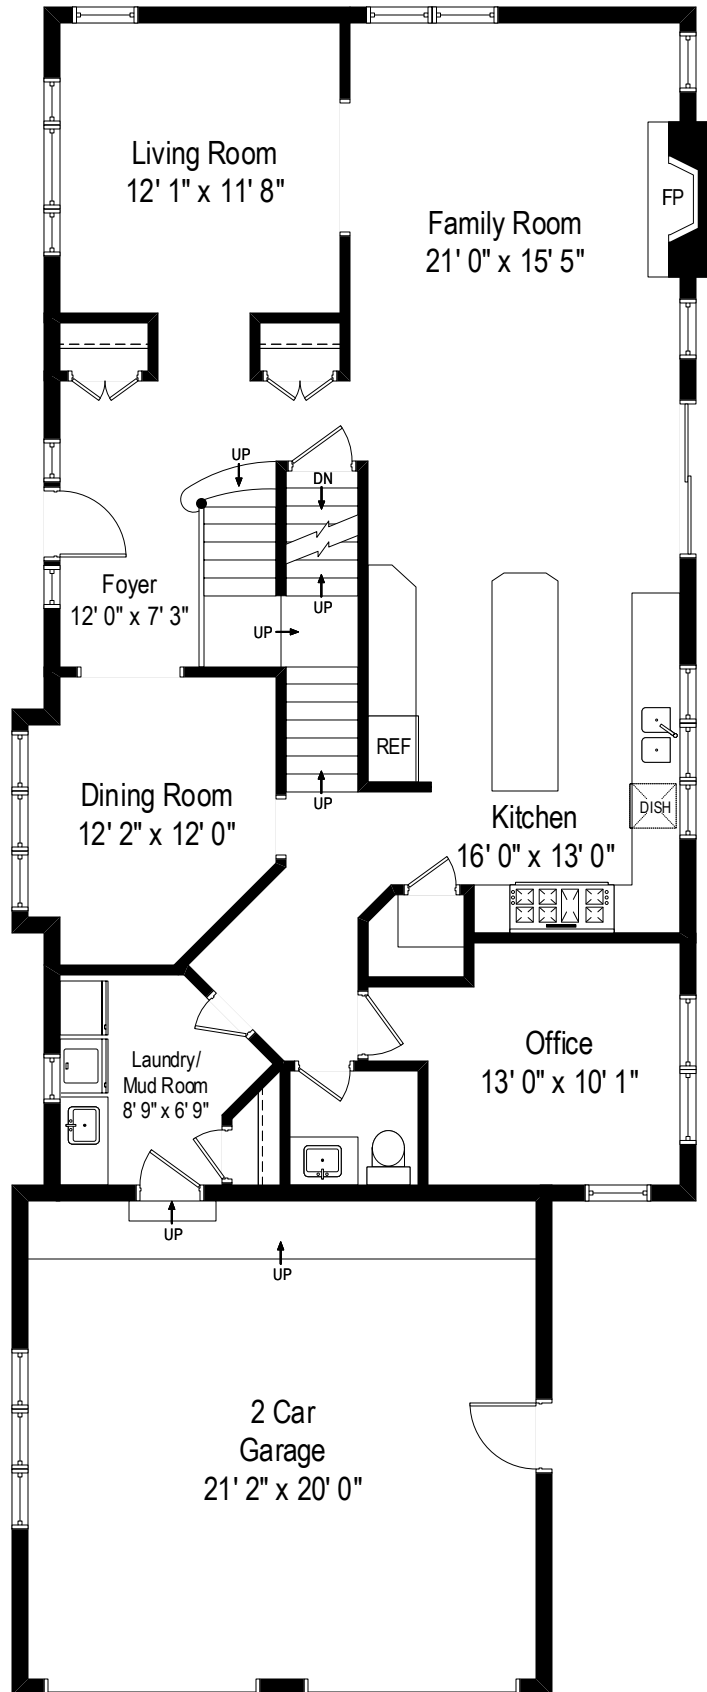 Living Room
12' 1" x 11' 8"
FP
Family Room
21' 0" x 15' 5"
UP
DN
Foyer
12' 0" x 7' 3"
UP
UP
REF
Dining Room
12' 2" x 12' 0"
UP
DISH
Kitchen
16' 0" x 13' 0"
Office
13' 0" x 10' 1"
Laundry/
Mud Room
8' 9" x 6' 9"
UP
UP
2 Car
Garage
21' 2" x 20' 0"